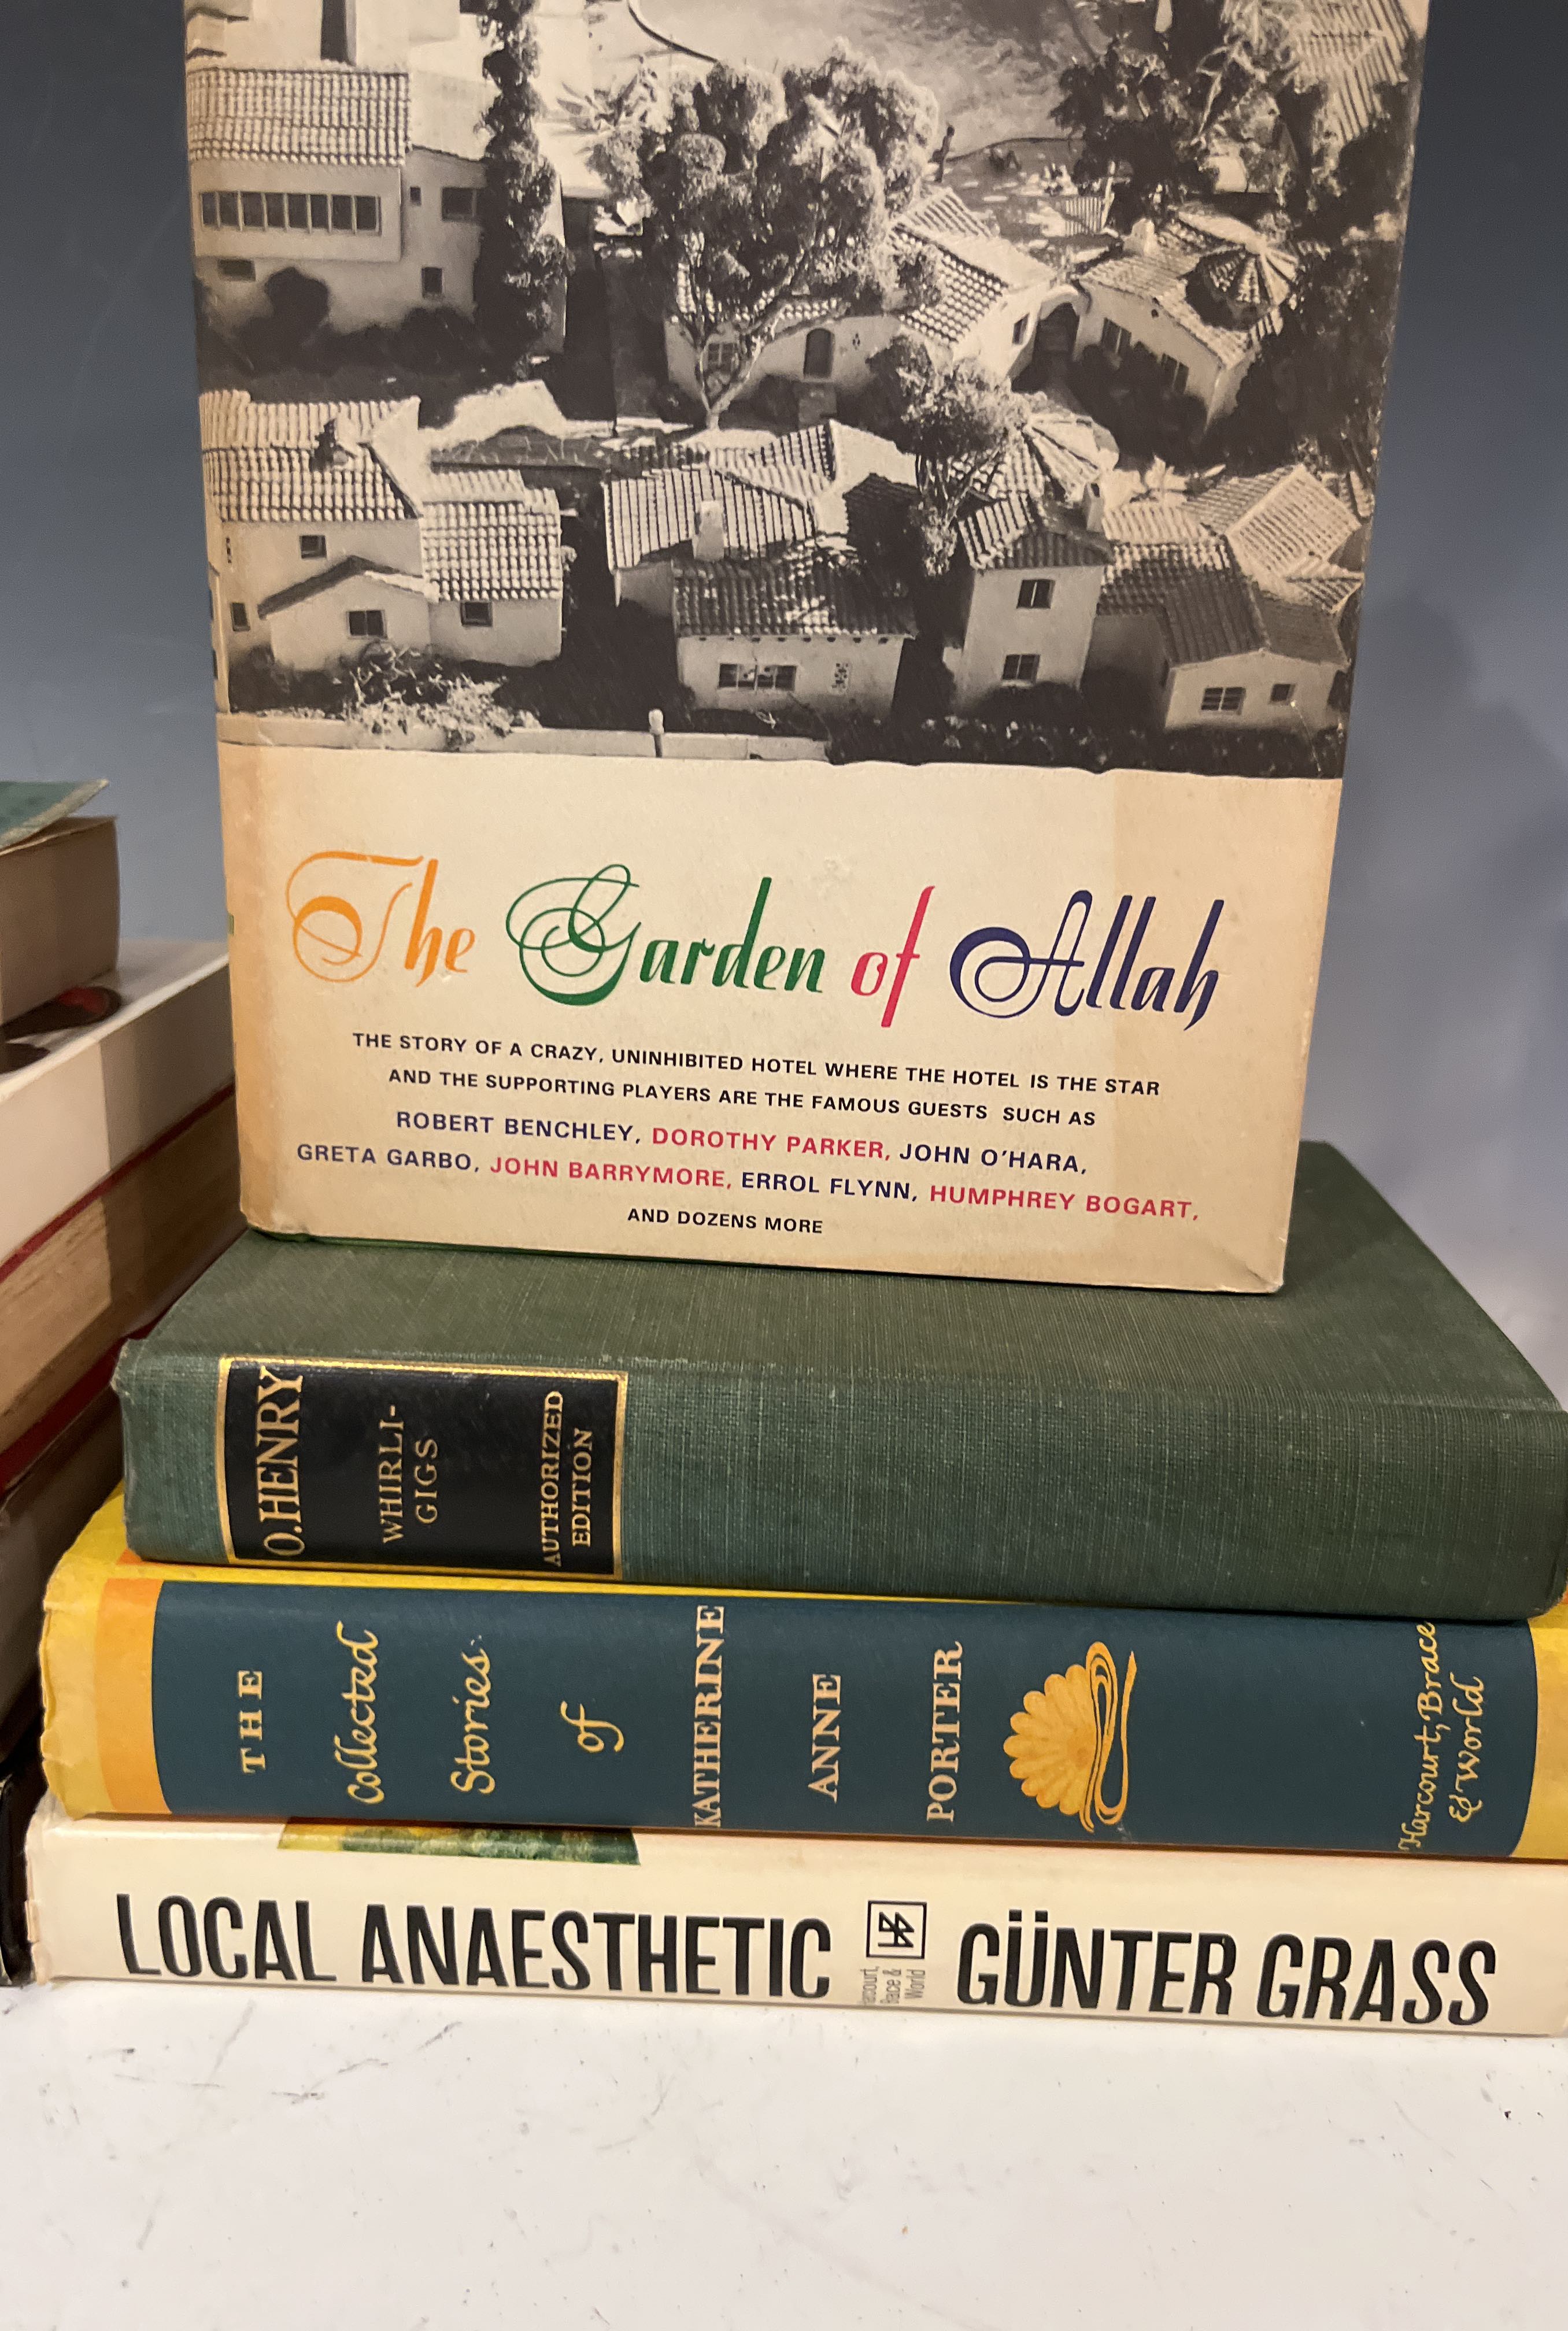 The Garden of Allah
THE STORY OF A CRAZY, UNINHIBITED HOTEL WHERE THE HOTEL IS THE STAR
AND THE SUPPORTING PLAYERS ARE THE FAMOUS GUESTS SUCH AS
ROBERT BENCHLEY, DOROTHY PARKER, JOHN O'HARA,
GRETA GARBO, JOHN BARRYMORE, ERROL FLYNN, HUMPHREY BOGART,
AND DOZENS MORE
O.HENRY
WHIRLI-
GIGS
AUTHORIZED
EDITION
THE
Collected
Stories
of
KATHERINE
ANNE
PORTER
Harcourt, Brace
& World
LOCAL ANAESTHETIC
World
GÜNTER GRASS